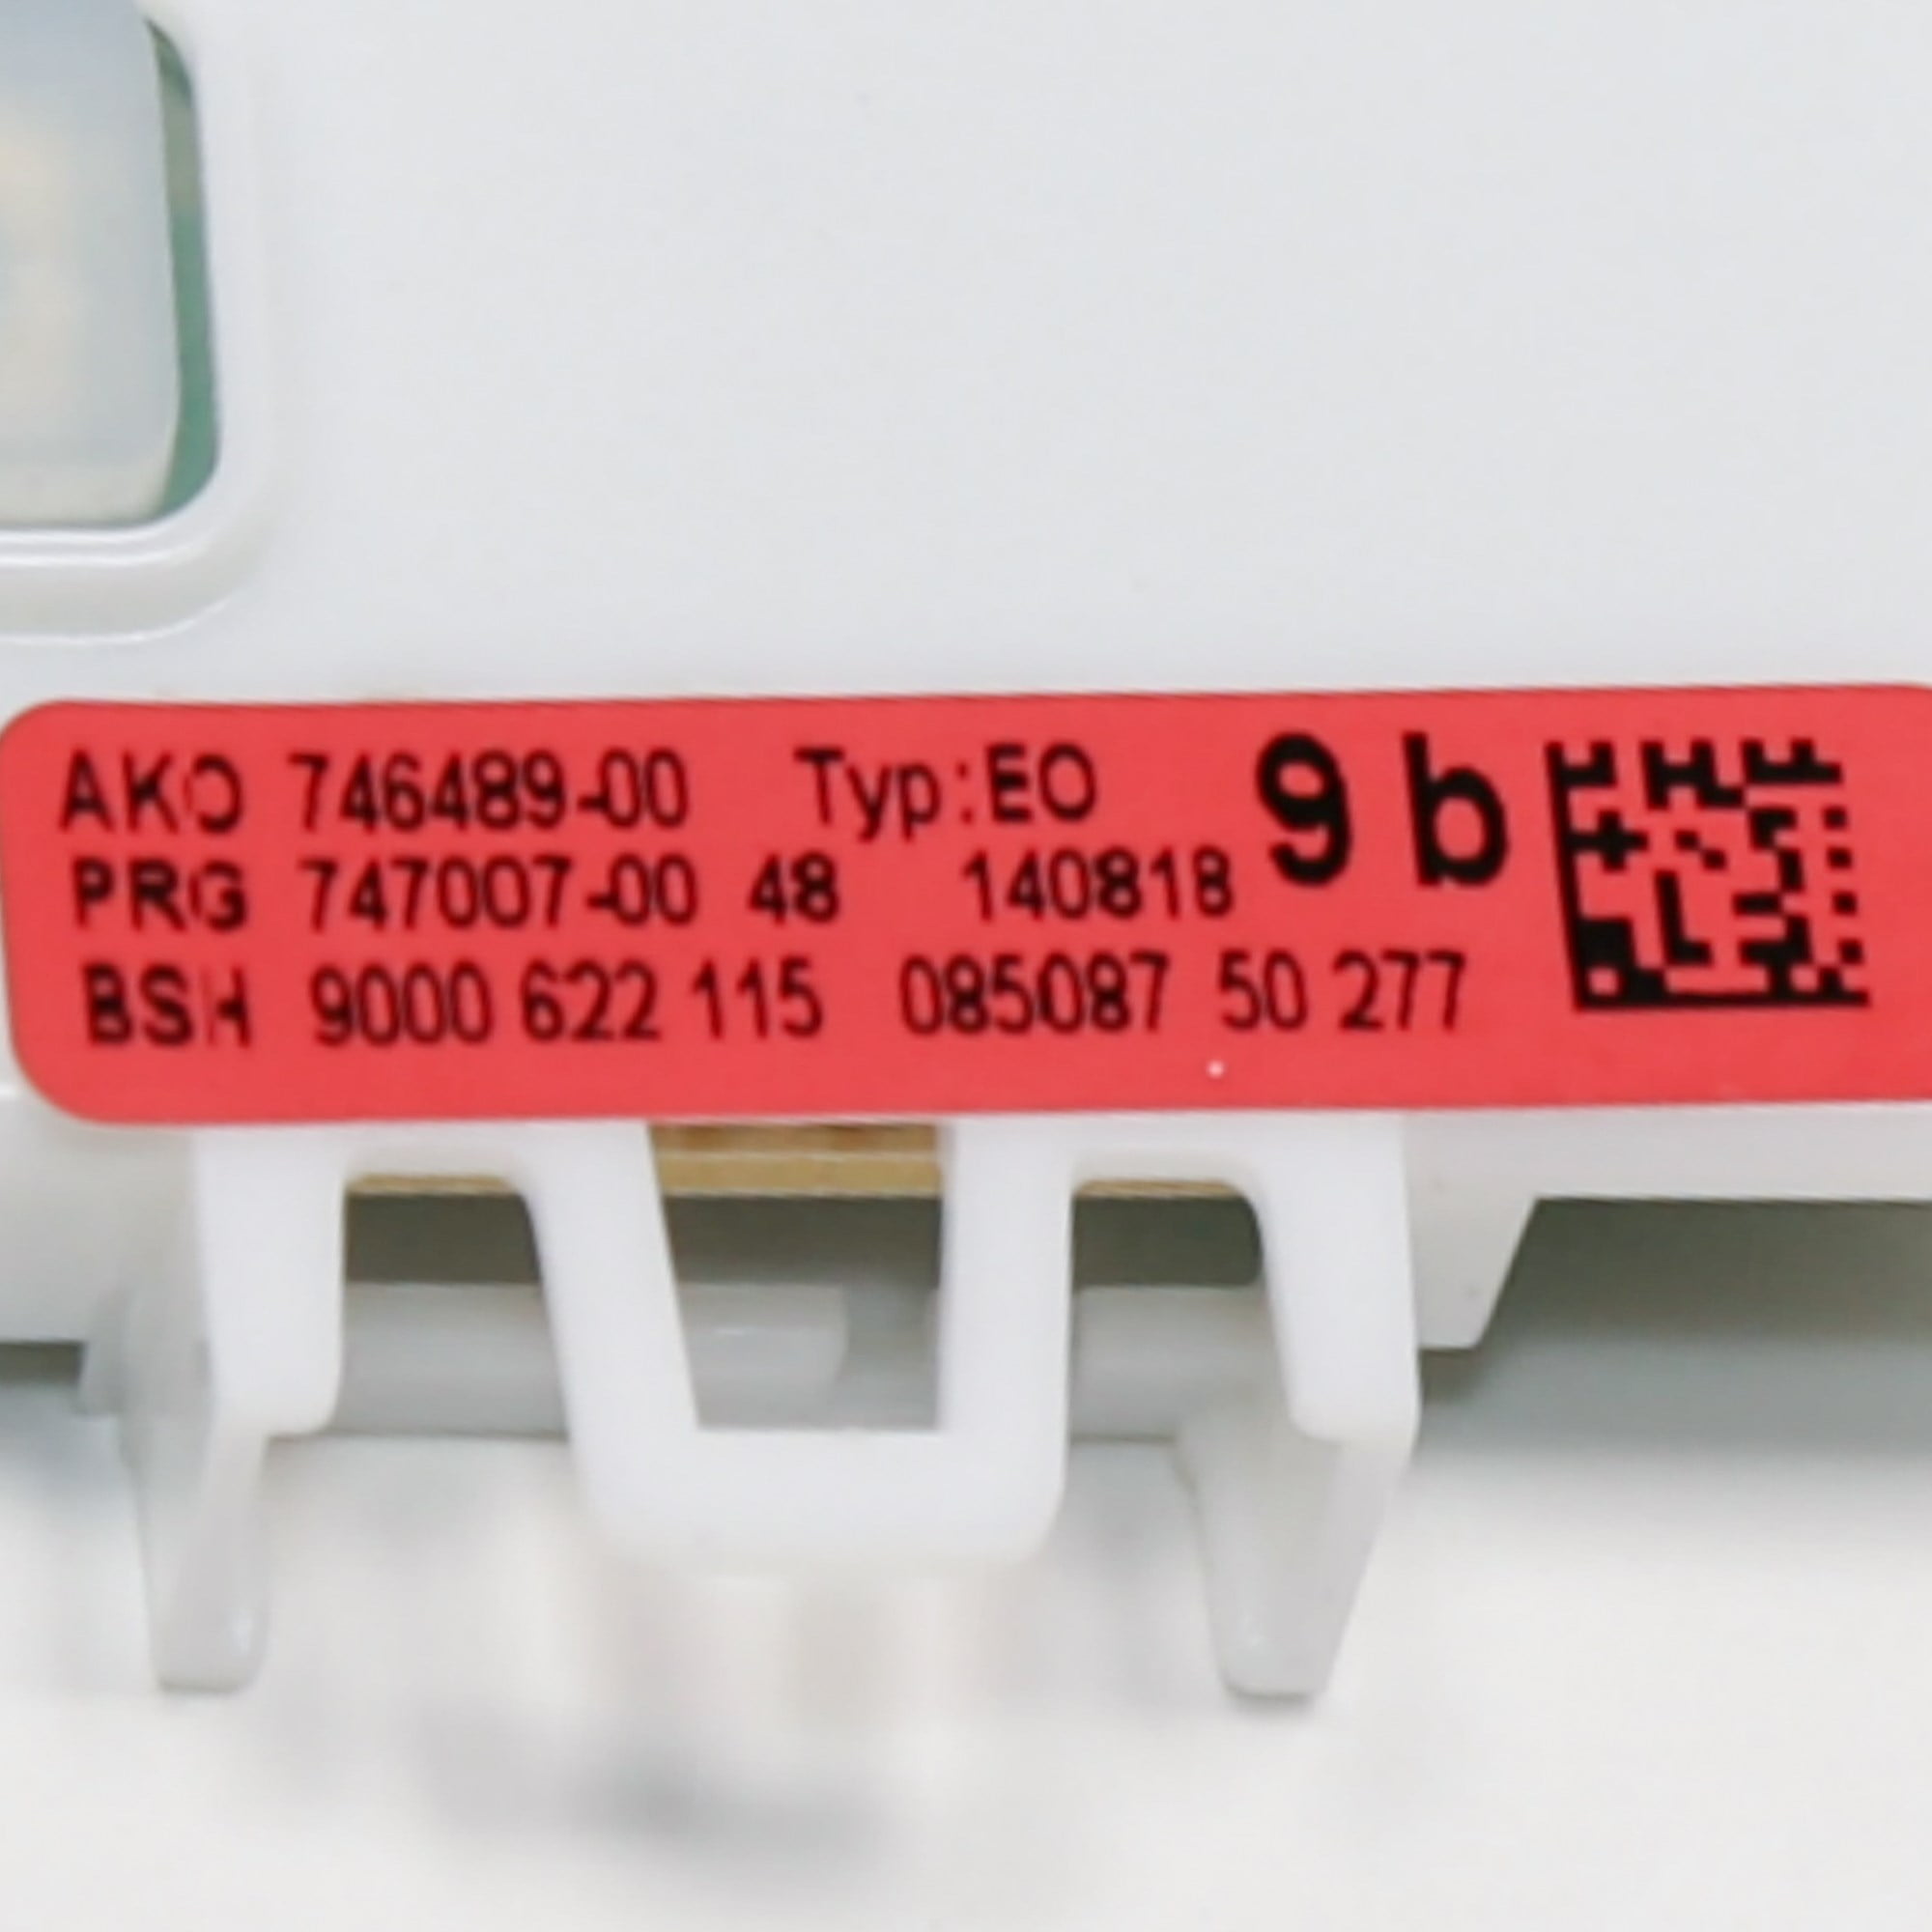 AKO 746489-00 Typ:EO 9 b
PRG 747007-00 48 140818
BSH 9000 622 115 085087 50 277